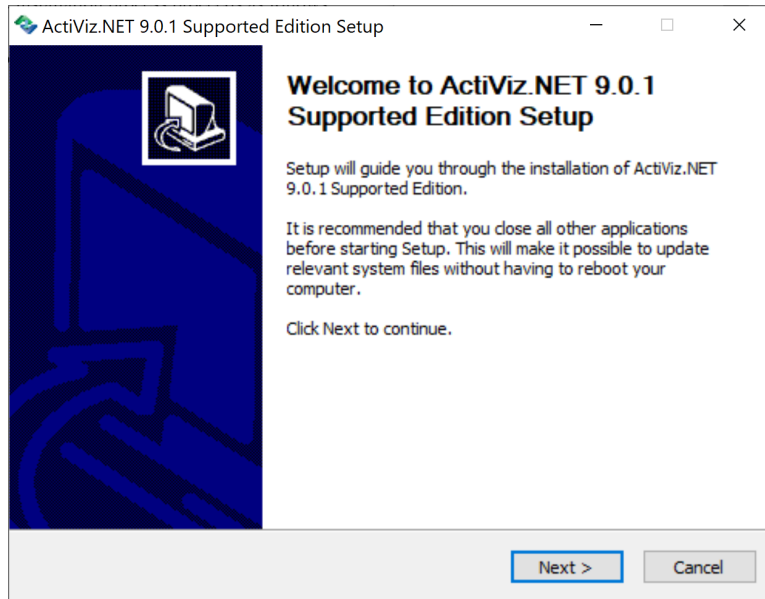 ActiViz.NET 9.0.1 Supported Edition Setup
Welcome to ActiViz.NET 9.0.1
Supported Edition Setup
Setup will guide you through the installation of ActiViz.NET
9.0.1 Supported Edition.
It is recommended that you close all other applications
before starting Setup. This will make it possible to update
relevant system files without having to reboot your
computer.
Click Next to continue.
Next >
Cancel